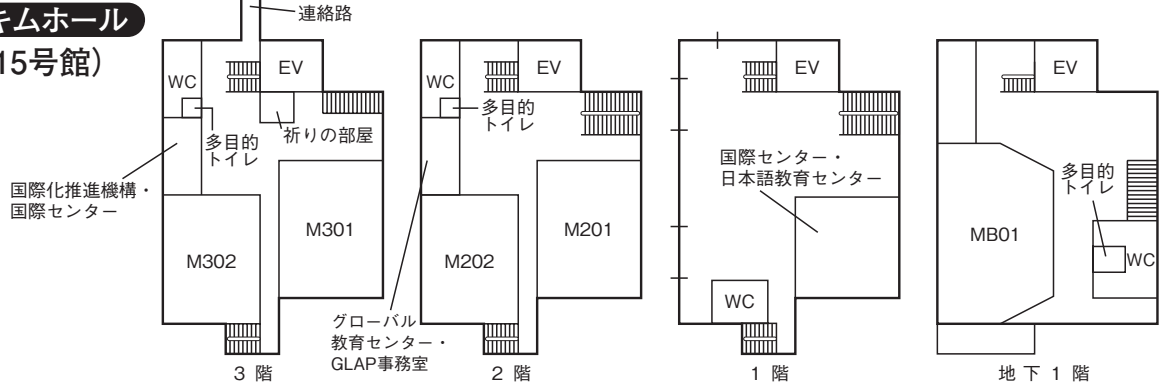 キムホール
15号館）
連絡路
WC
EV
多目的
トイレ
祈りの部屋
国際化推進機構・
国際センター
M302
M301
3 階
WC
EV
多目的
トイレ
M202
M201
グローバル
教育センター・
GLAP事務室
2 階
EV
国際センター・
日本語教育センター
WC
1 階
EV
多目的
トイレ
MB01
WC
地 下 1 階